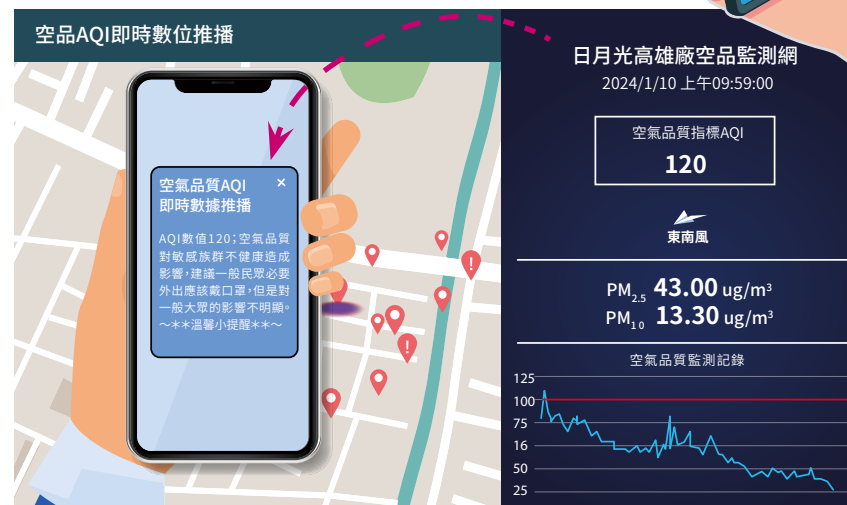 空品AQI即時數位推播
空氣品質AQI ×
即時數據推播
AQI數值120;空氣品質
對敏感族群不健康造成
影響,建議一般民眾必要
外出應該戴口罩,但是對
一般大眾的影響不明顯。
～**溫馨小提醒**～
!
!
日月光高雄廠空品監測網
2024/1/10 上午09:59:00
空氣品質指標AQI
120
東南風
PM2.5 43.00 ug/m³
PM10 13.30 ug/m³
空氣品質監測記錄
125
100
75
16
50
25